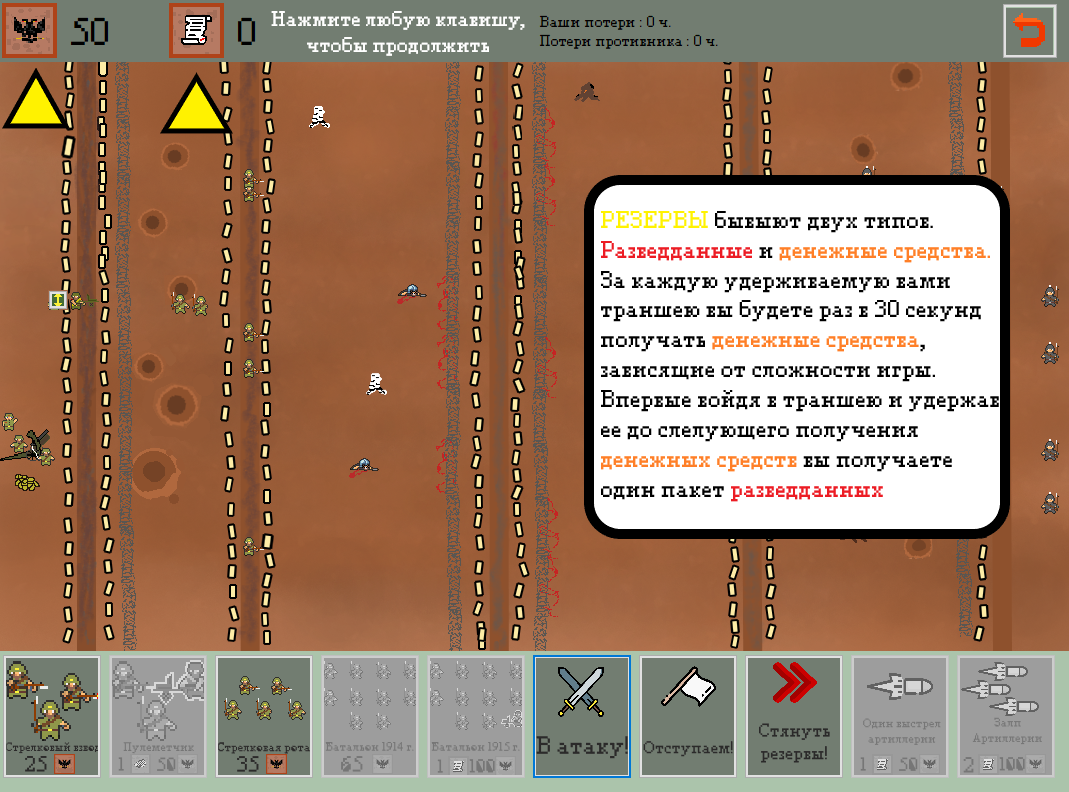 50
0
Нажмите любую клавишу,
чтобы продолжить
Ваши потери : 0 ч.
Потери противника : 0 ч.
РЕЗЕРВЫ бывыют двух типов.
Разведданные и денежные средства.
За каждую удерживаемую вами
траншею вы будете раз в 30 секунд
получать денежные средства,
зависящие от сложности игры.
Впервые войдя в траншею и удержав
ее до слелующего получения
денежных средств вы получаете
один пакет разведданных
Стрелковый взвод
25
Пулеметчик
1 50
Стрелковая рота
35
Батальон 1914 г.
65
Батальон 1915 г.
1 100
В атаку!
Отступаем!
Стянуть
резервы!
Один выстрел
артиллерии
1 50
Залп
Артиллерии
2 100